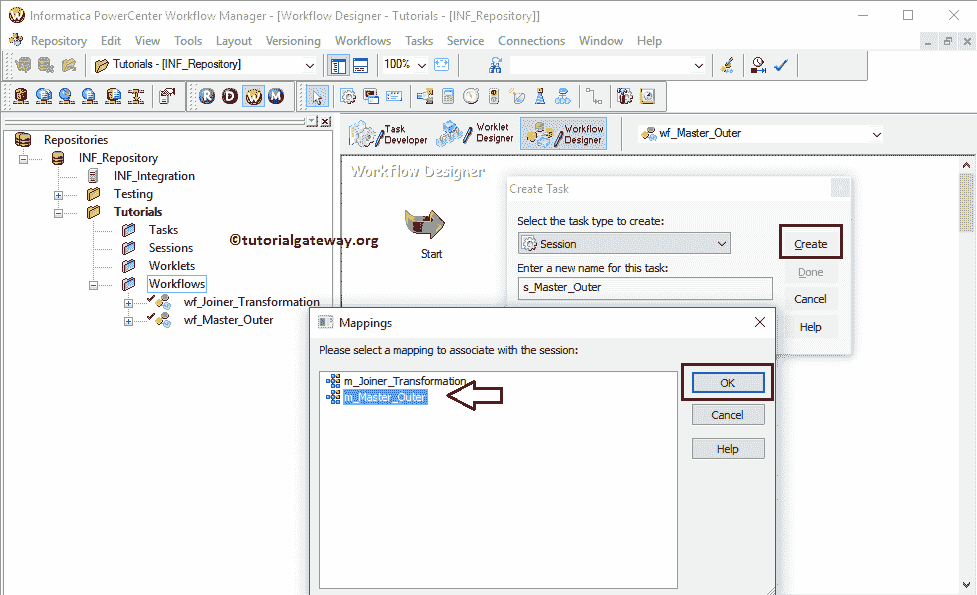 Informatica PowerCenter Workflow Manager - [Workflow Designer - Tutorials - [INF_Repository]]
Repository Edit View Tools Layout Versioning Workflows Tasks Service Connections Window Help
Tutorials - [INF_Repository] 100%
R D W M
Task Developer
Worklet Designer
Workflow Designer
wf_Master_Outer
Repositories
INF_Repository
INF_Integration
Testing
Tutorials
Tasks
Sessions
Worklets
Workflows
wf_Joiner_Transformation
wf_Master_Outer
©tutorialgateway.org
Workflow Designer
Start
Create Task
Select the task type to create:
Session
Enter a new name for this task:
s_Master_Outer
Create
Done
Cancel
Help
Mappings
Please select a mapping to associate with the session:
m_Joiner_Transformation
m_Master_Outer
OK
Cancel
Help